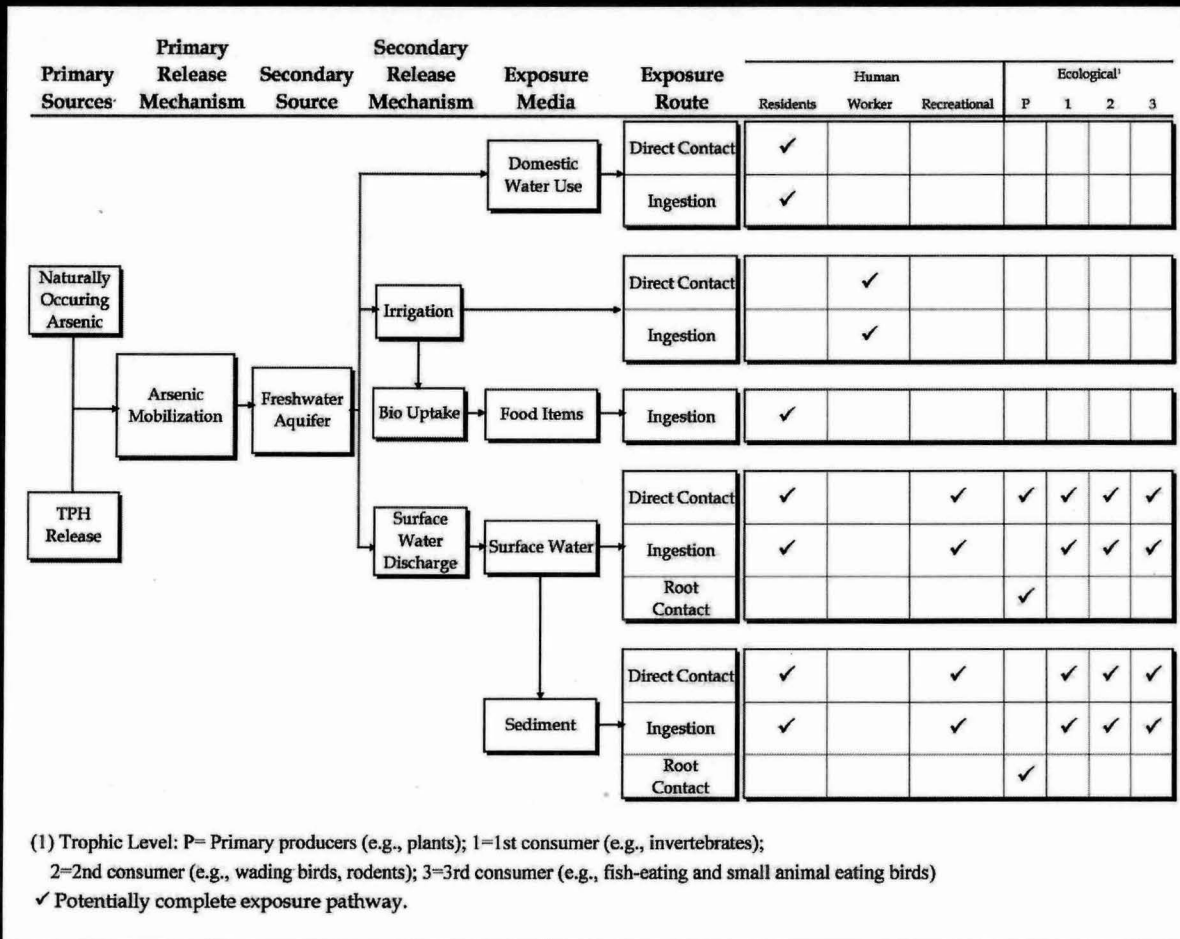 Primary
Sources
Primary
Release
Mechanism
Secondary
Source
Secondary
Release
Mechanism
Exposure
Media
Exposure
Route
Human
Residents
Worker
Recreational
Ecological¹
P
1
2
3
Domestic
Water Use
Direct Contact
✓
Ingestion
✓
Naturally
Occuring
Arsenic
TPH
Release
Arsenic
Mobilization
Freshwater
Aquifer
Irrigation
Direct Contact
✓
Ingestion
✓
Bio Uptake
Food Items
Ingestion
✓
Surface
Water
Discharge
Surface Water
Direct Contact
✓ ✓ ✓ ✓ ✓ ✓
Ingestion
✓ ✓ ✓ ✓ ✓
Root
Contact
✓
Sediment
Direct Contact
✓ ✓ ✓ ✓ ✓
Ingestion
✓ ✓ ✓ ✓ ✓
Root
Contact
✓
(1) Trophic Level: P= Primary producers (e.g., plants); 1=1st consumer (e.g., invertebrates);
2=2nd consumer (e.g., wading birds, rodents); 3=3rd consumer (e.g., fish-eating and small animal eating birds)
✓ Potentially complete exposure pathway.